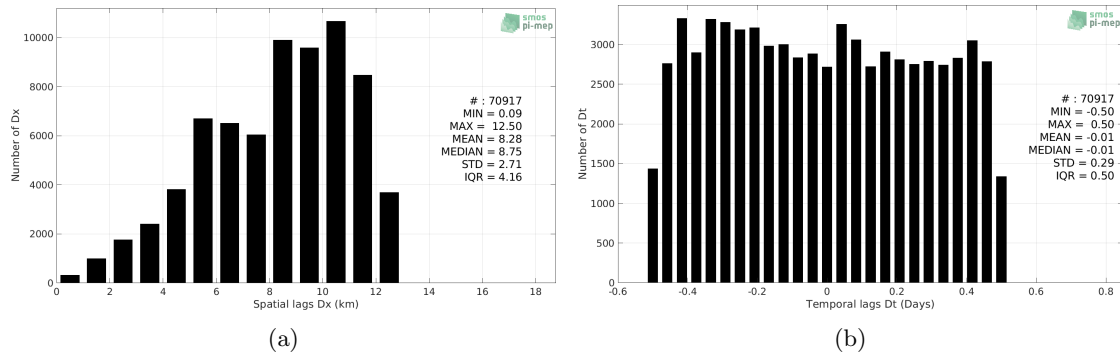 smos
pi-mep
10000
8000
6000
4000
2000
0
Number of Dx
# : 70917
MIN = 0.09
MAX = 12.50
MEAN = 8.28
MEDIAN = 8.75
STD = 2.71
IQR = 4.16
0 2 4 6 8 10 12 14 16 18
Spatial lags Dx (km)
(a)
smos
pi-mep
3000
2500
2000
1500
1000
500
0
Number of Dt
# : 70917
MIN = -0.50
MAX = 0.50
MEAN = -0.01
MEDIAN = -0.01
STD = 0.29
IQR = 0.50
-0.6 -0.4 -0.2 0 0.2 0.4 0.6 0.8
Temporal lags Dt (Days)
(b)